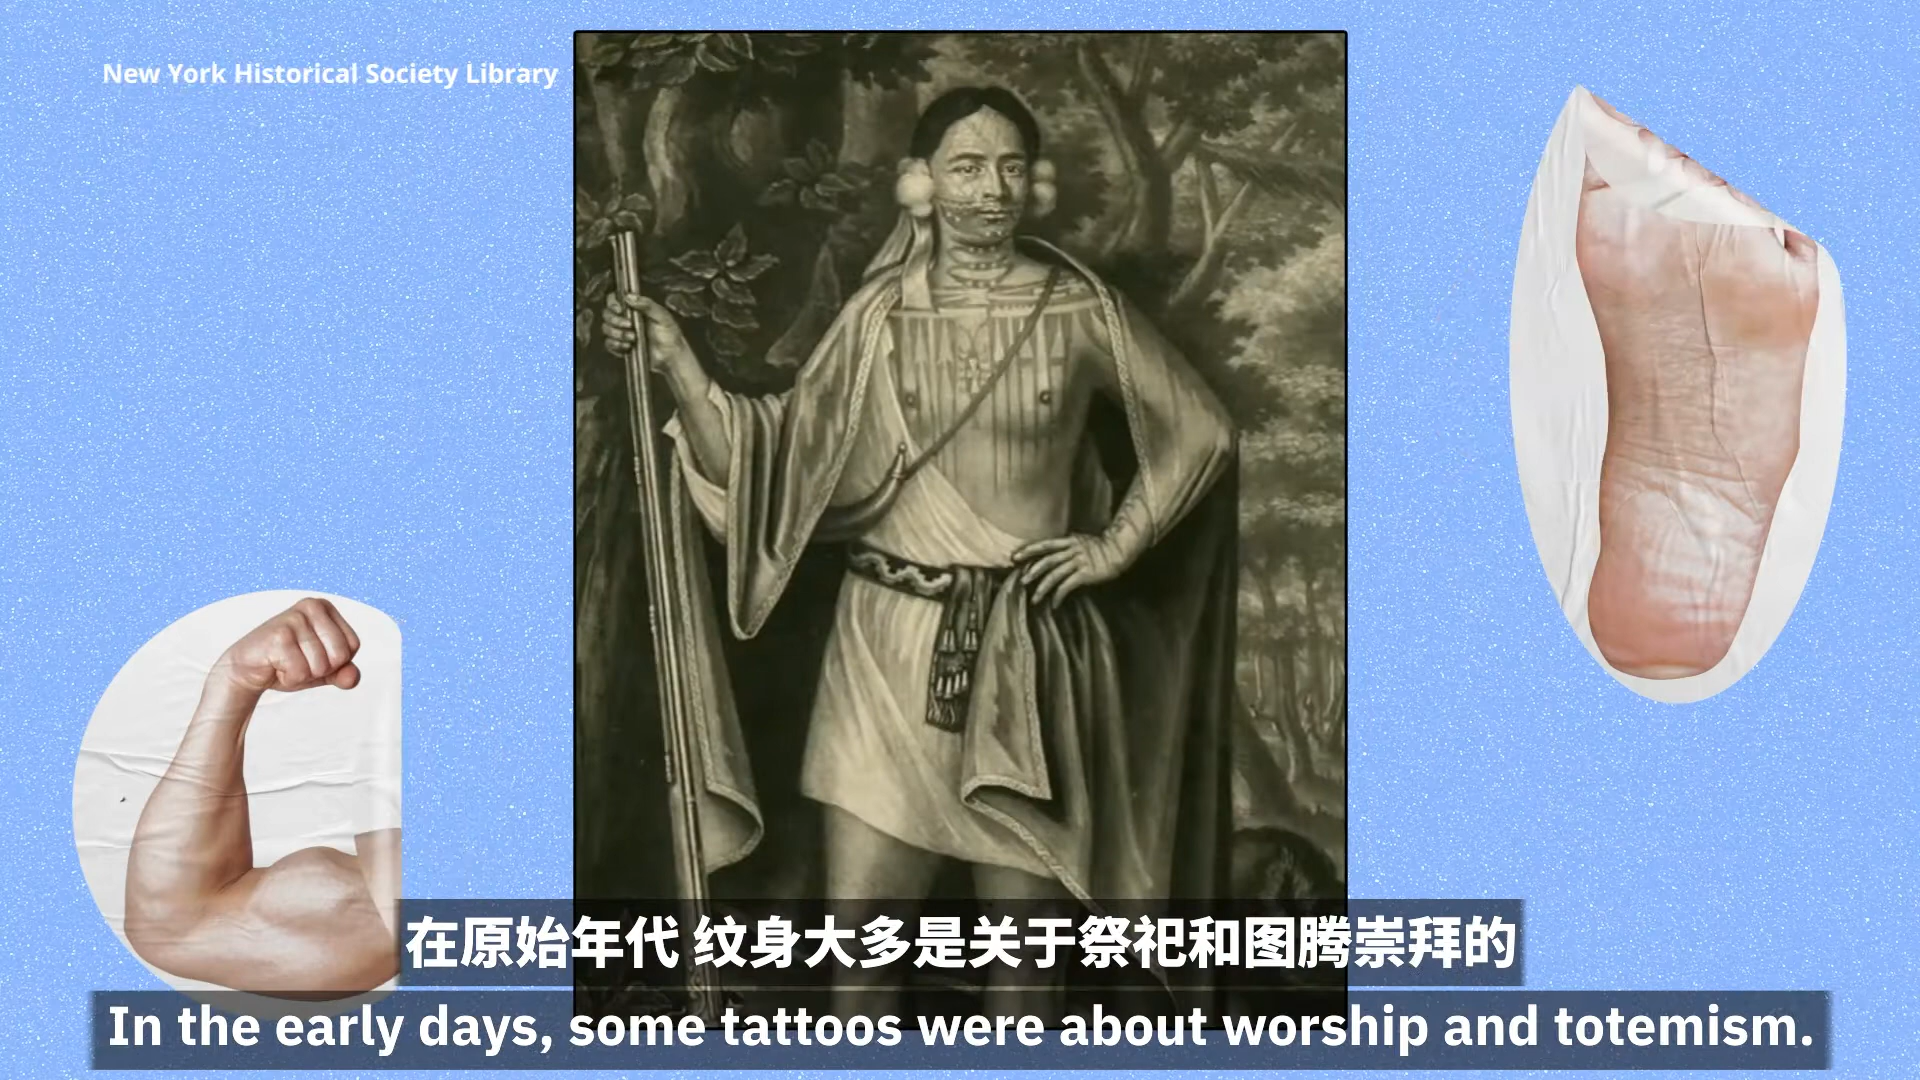 New York Historical Society Library
在原始年代 纹身大多是关于祭祀和图腾崇拜的
In the early days, some tattoos were about worship and totemism.